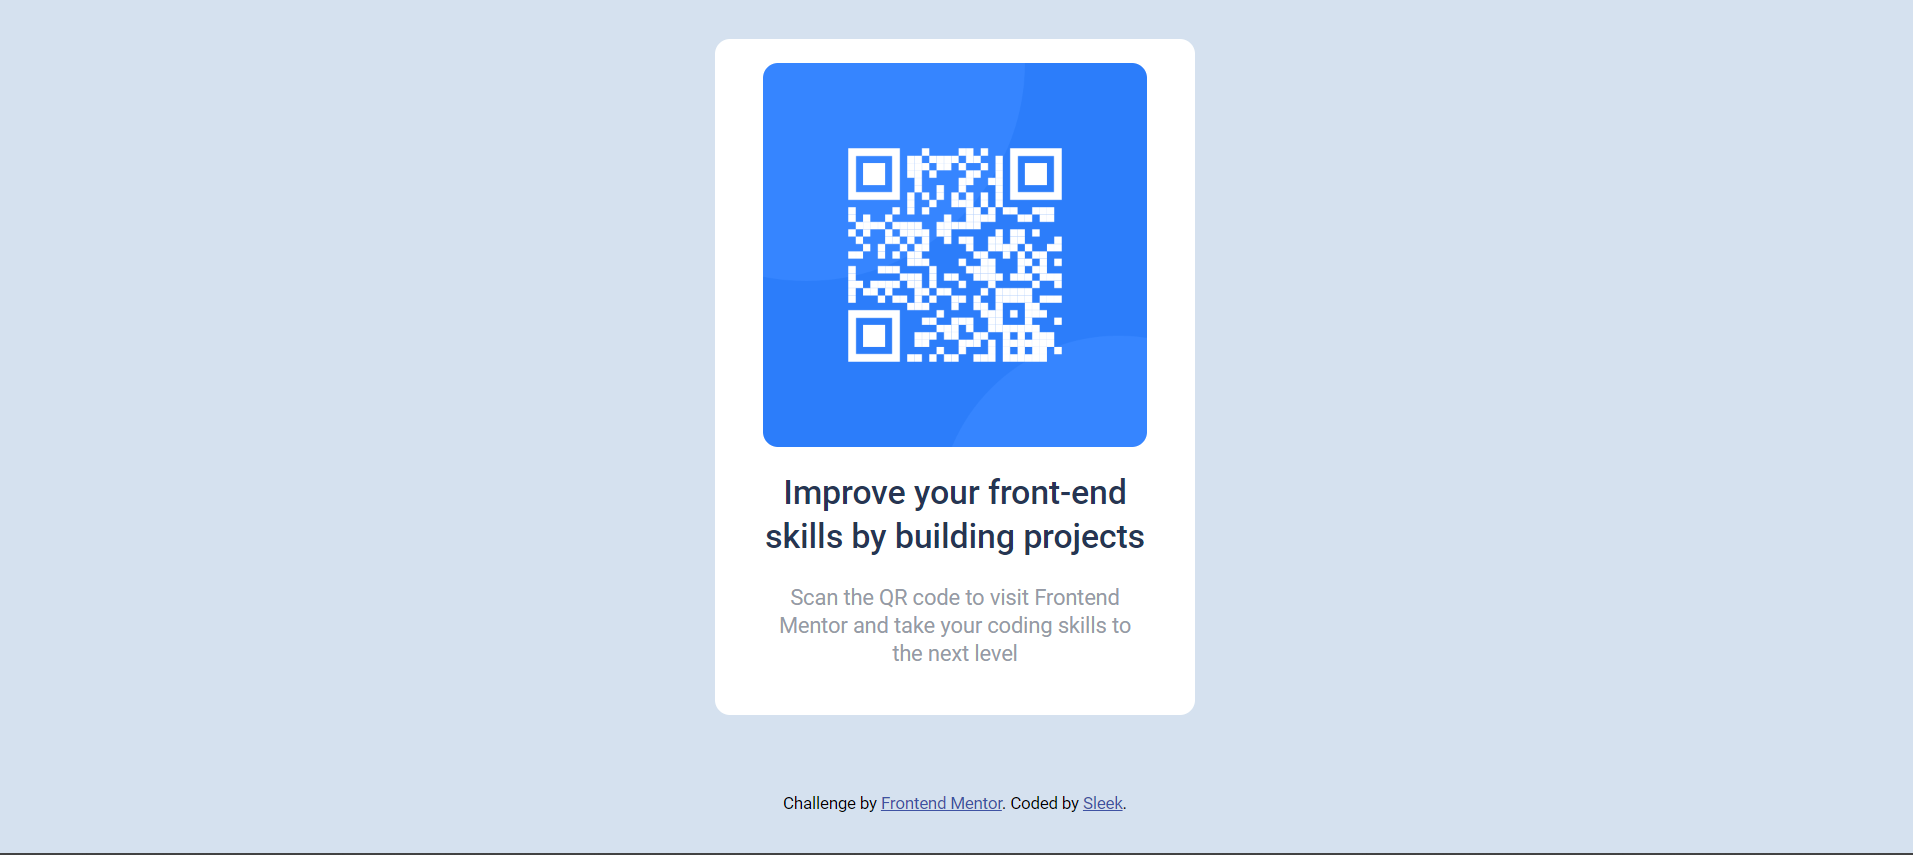 Improve your front-end
skills by building projects
Scan the QR code to visit Frontend
Mentor and take your coding skills to
the next level
Challenge by Frontend Mentor. Coded by Sleek.